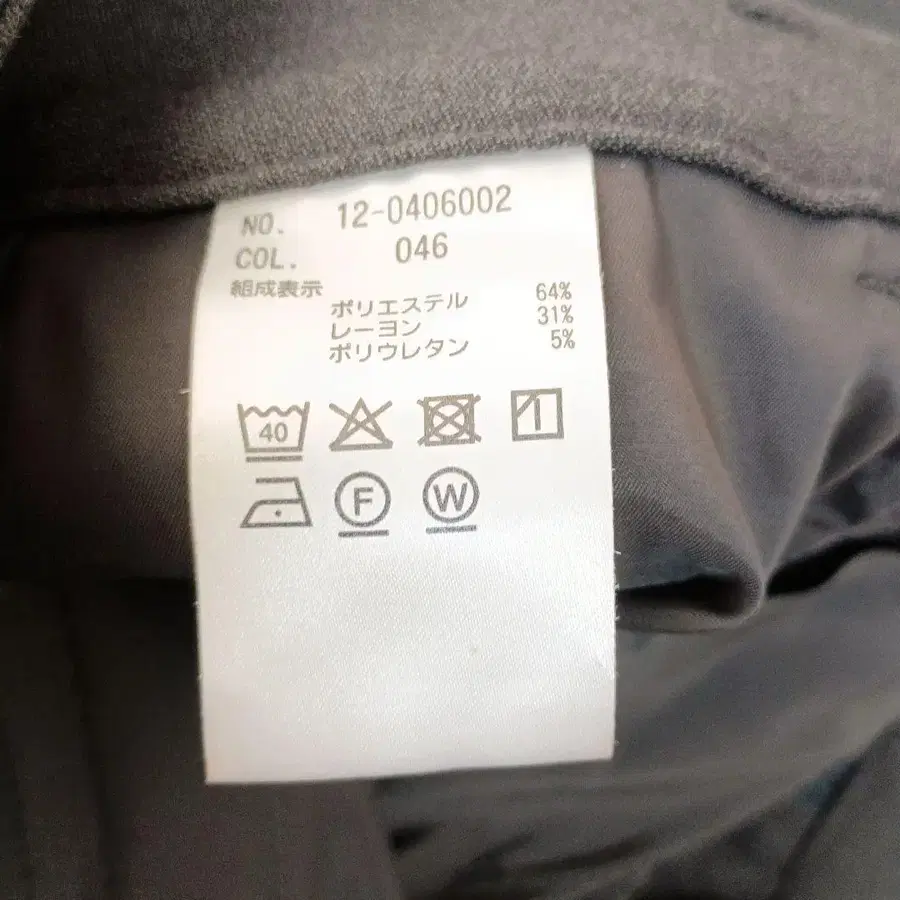 NO. 12-0406002
COL. 046
組成表示
ポリエステル 64%
レーヨン 31%
ポリウレタン 5%
40
F W